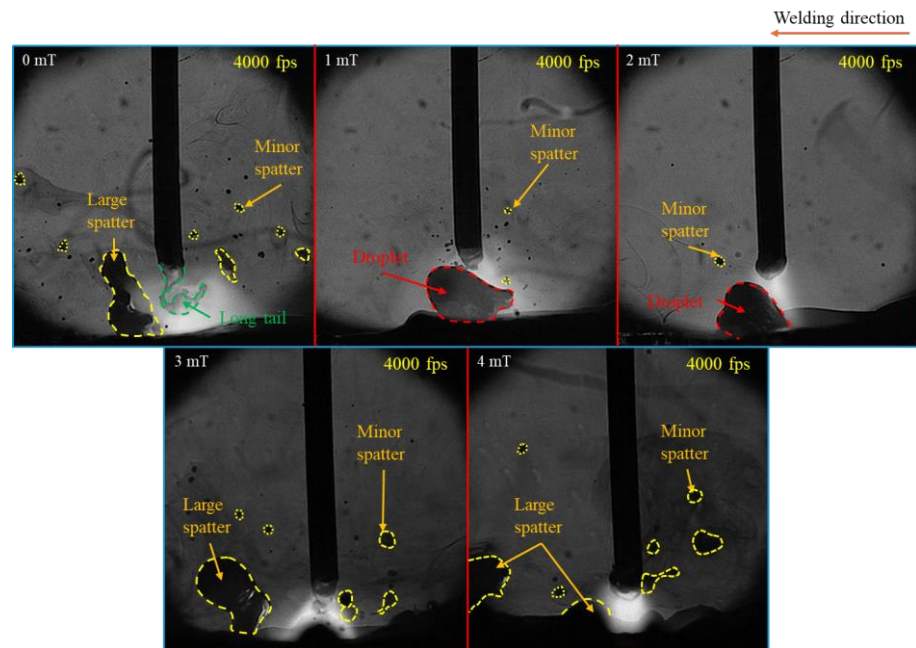 Welding direction
0 mT
4000 fps
Minor
spatter
Large
spatter
Long tail
1 mT
4000 fps
Minor
spatter
Droplet
2 mT
4000 fps
Minor
spatter
Droplet
3 mT
4000 fps
Minor
spatter
Large
spatter
4 mT
4000 fps
Minor
spatter
Large
spatter